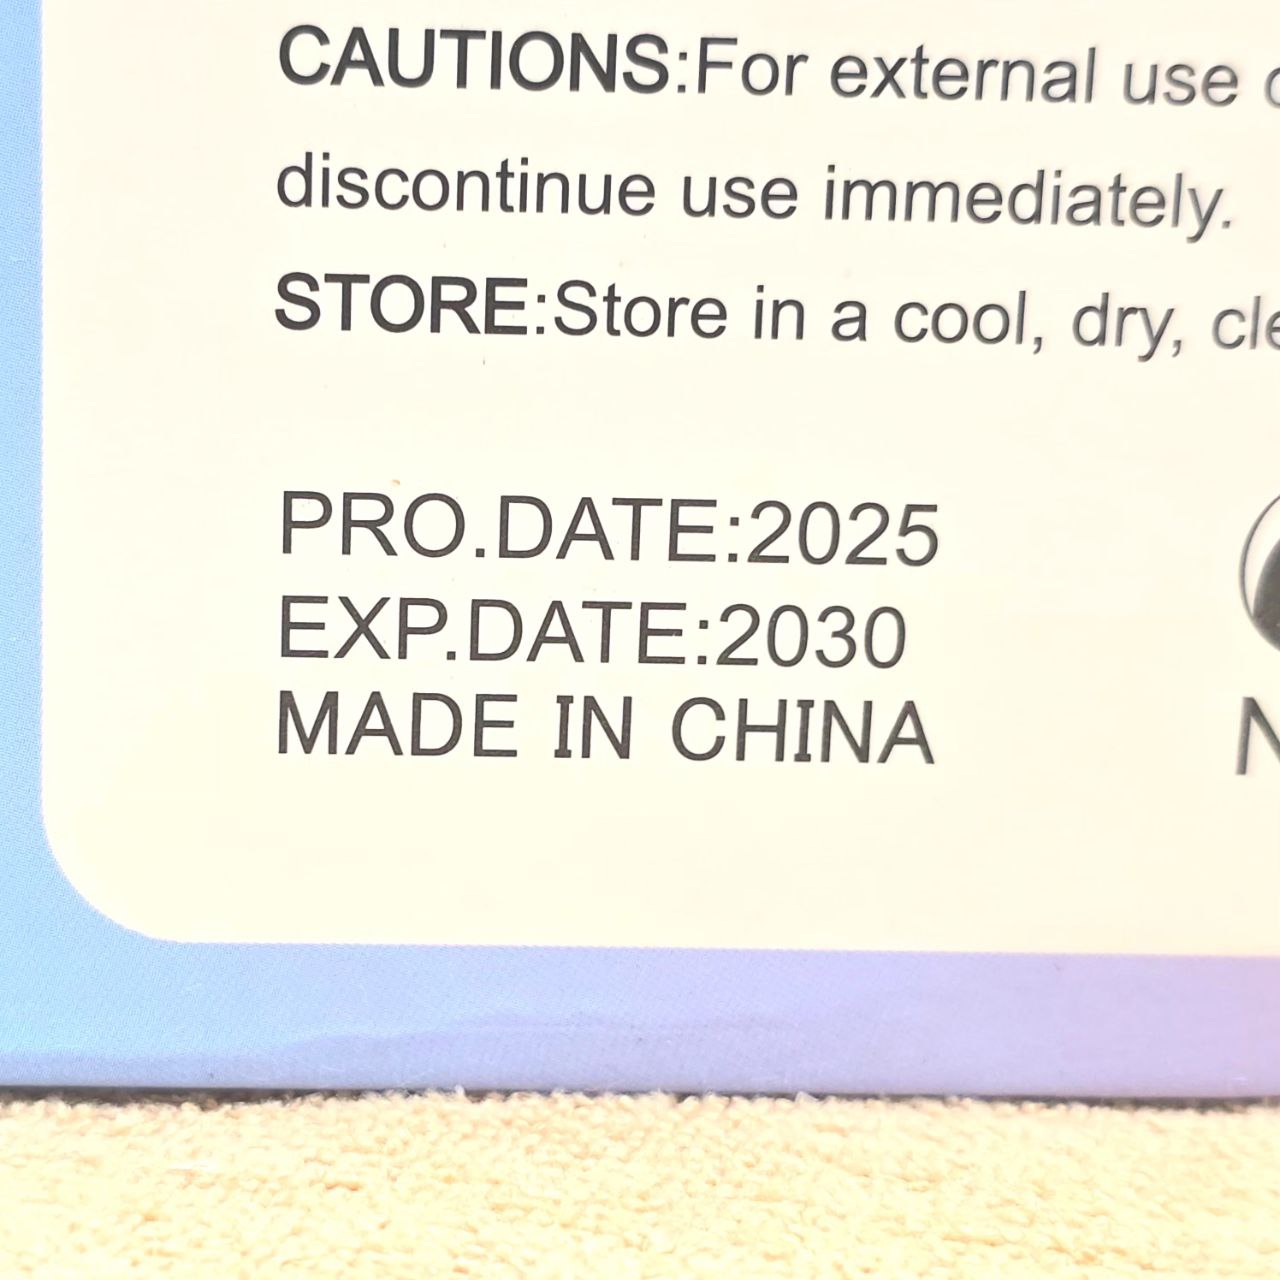 CAUTIONS:For external use
discontinue use immediately.
STORE:Store in a cool, dry,
PRO.DATE:2025
EXP.DATE:2030
MADE IN CHINA